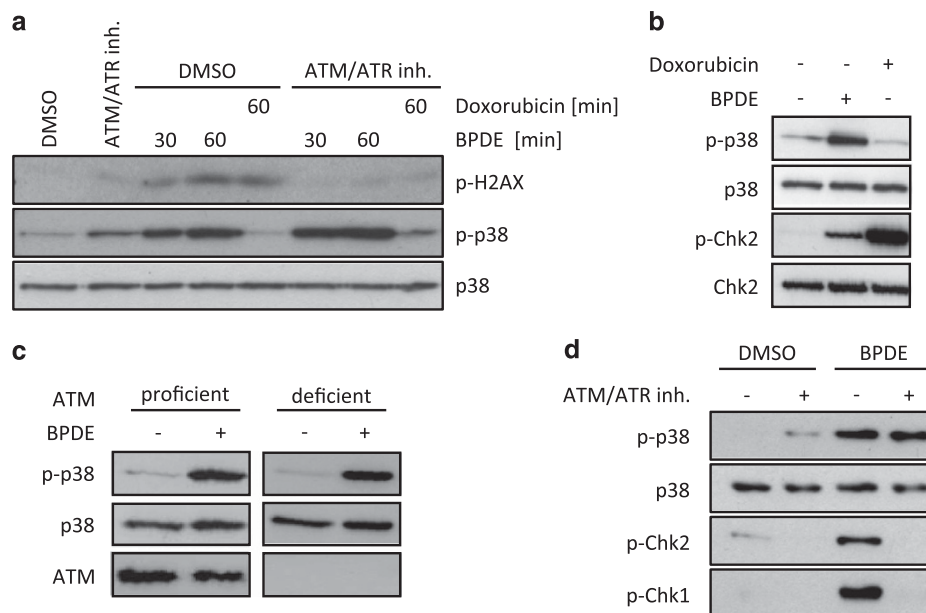 a
DMSO
ATM/ATR inh.
DMSO
ATM/ATR inh.
60
60
Doxorubicin [min]
30
60
30
60
BPDE [min]
p-H2AX
p-p38
p38
b
Doxorubicin - - +
BPDE - + -
p-p38
p38
p-Chk2
Chk2
c
ATM proficient deficient
BPDE - + - +
p-p38
p38
ATM
d
DMSO BPDE
ATM/ATR inh. - + - +
p-p38
p38
p-Chk2
p-Chk1